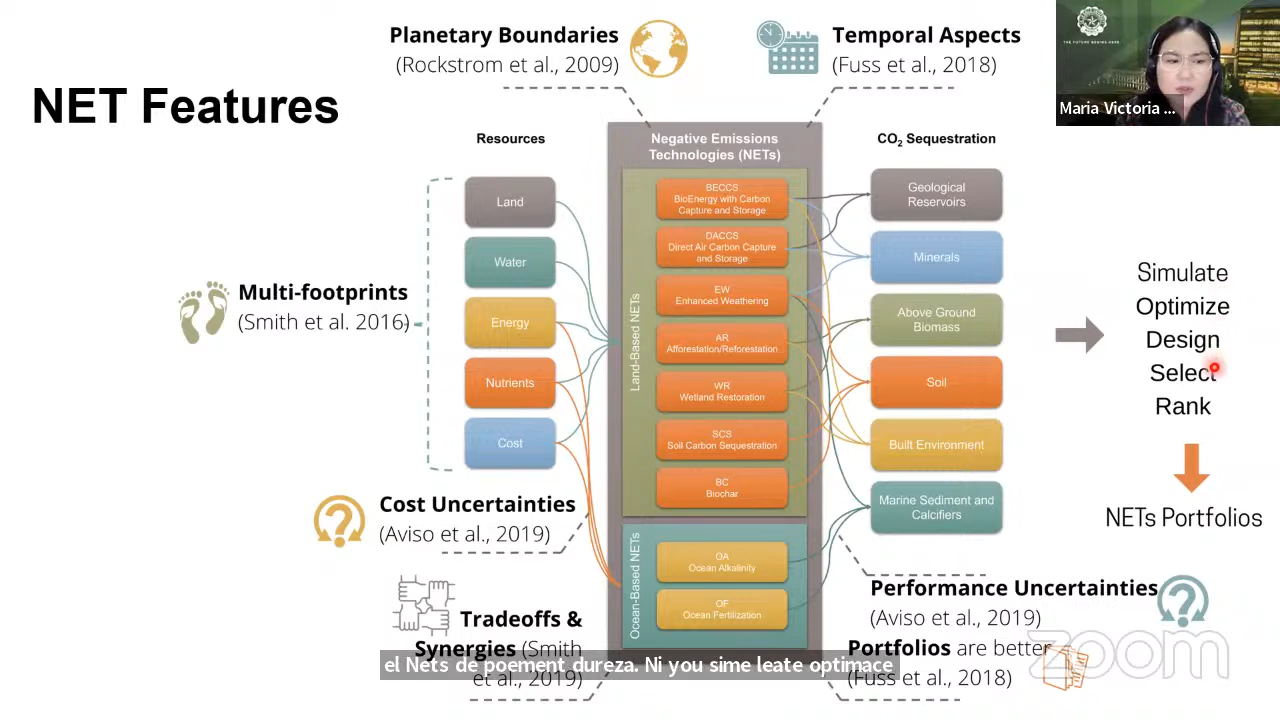 Planetary Boundaries
(Rockstrom et al., 2009)
Temporal Aspects
(Fuss et al., 2018)
THE FUTURE BEGINS HERE
Maria Victoria ...
NET Features
Resources
Negative Emissions
Technologies (NETs)
CO₂ Sequestration
Multi-footprints
(Smith et al. 2016)
Land
Water
Energy
Nutrients
Cost
Land-Based NETs
BECCS
BioEnergy with Carbon
Capture and Storage
DACCS
Direct Air Carbon Capture
and Storage
EW
Enhanced Weathering
AR
Afforestation/Reforestation
WR
Wetland Restoration
SCS
Soil Carbon Sequestration
BC
Biochar
Ocean-Based NETs
OA
Ocean Alkalinity
OF
Ocean Fertilization
Geological
Reservoirs
Minerals
Above Ground
Biomass
Soil
Built Environment
Marine Sediment and
Calcifiers
Simulate
Optimize
Design
Select
Rank
NETs Portfolios
Cost Uncertainties
(Aviso et al., 2019)
Tradeoffs &
Synergies (Smith
et al., 2019)
Performance Uncertainties
(Aviso et al., 2019)
Portfolios are better
(Fuss et al., 2018)
zoom
el Nets de poement dureza. Ni you sime leate optimace